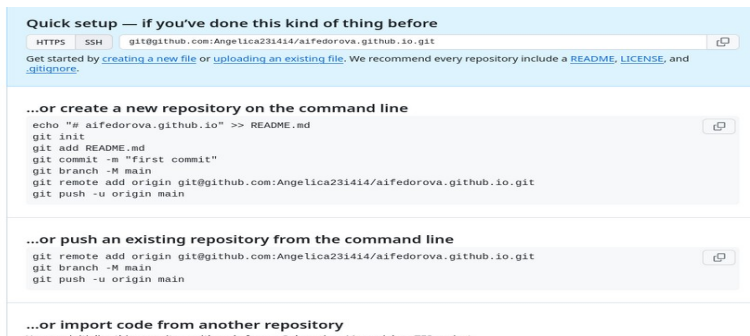 Quick setup — if you've done this kind of thing before
HTTPS SSH git@github.com:Angelica23i4i4/aifedorova.github.io.git
Get started by creating a new file or uploading an existing file. We recommend every repository include a README, LICENSE, and
.gitignore.
...or create a new repository on the command line
echo "# aifedorova.github.io" >> README.md
git init
git add README.md
git commit -m "first commit"
git branch -M main
git remote add origin git@github.com:Angelica23i4i4/aifedorova.github.io.git
git push -u origin main
...or push an existing repository from the command line
git remote add origin git@github.com:Angelica23i4i4/aifedorova.github.io.git
git branch -M main
git push -u origin main
...or import code from another repository